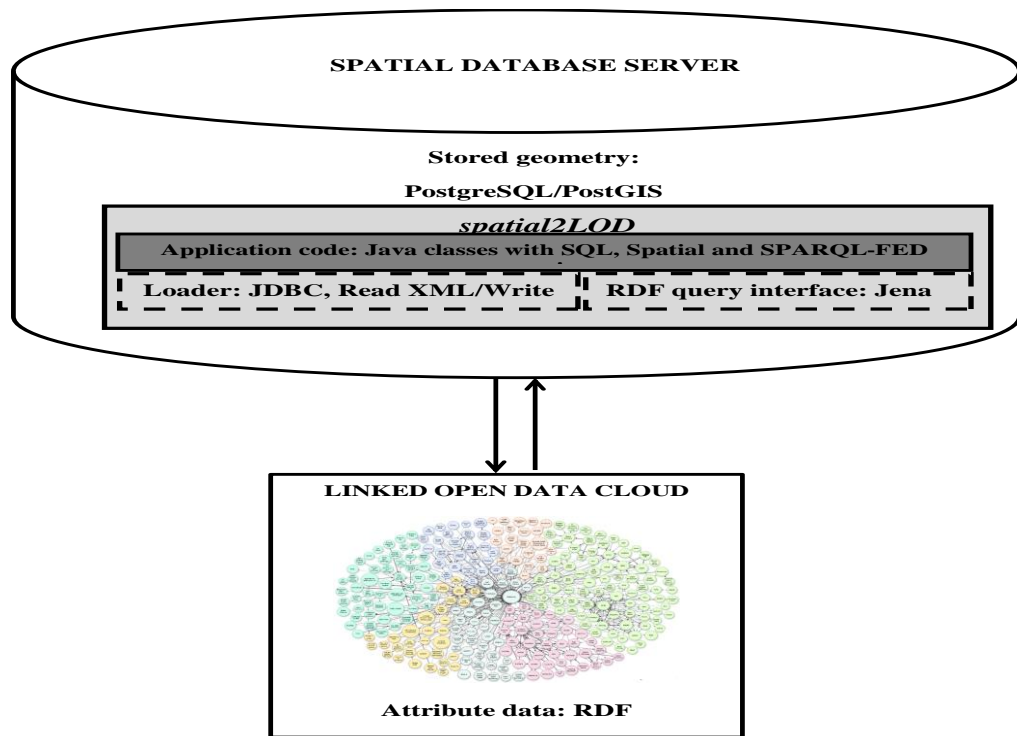 SPATIAL DATABASE SERVER
Stored geometry:
PostgreSQL/PostGIS
spatial2LOD
Application code: Java classes with SQL, Spatial and SPARQL-FED
Loader: JDBC, Read XML/Write
RDF query interface: Jena
LINKED OPEN DATA CLOUD
Attribute data: RDF